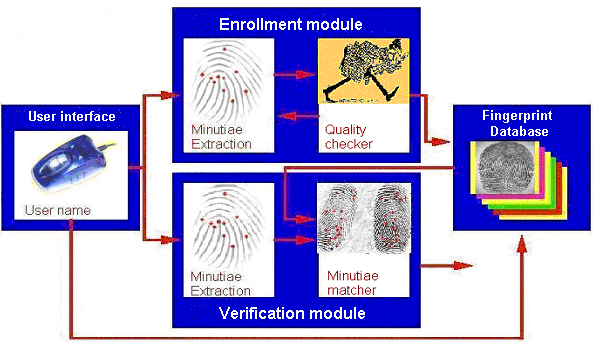 Enrollment module
Minutiae
Extraction
Quality
checker
User interface
User name
Fingerprint
Database
Minutiae
Extraction
Minutiae
matcher
Verification module